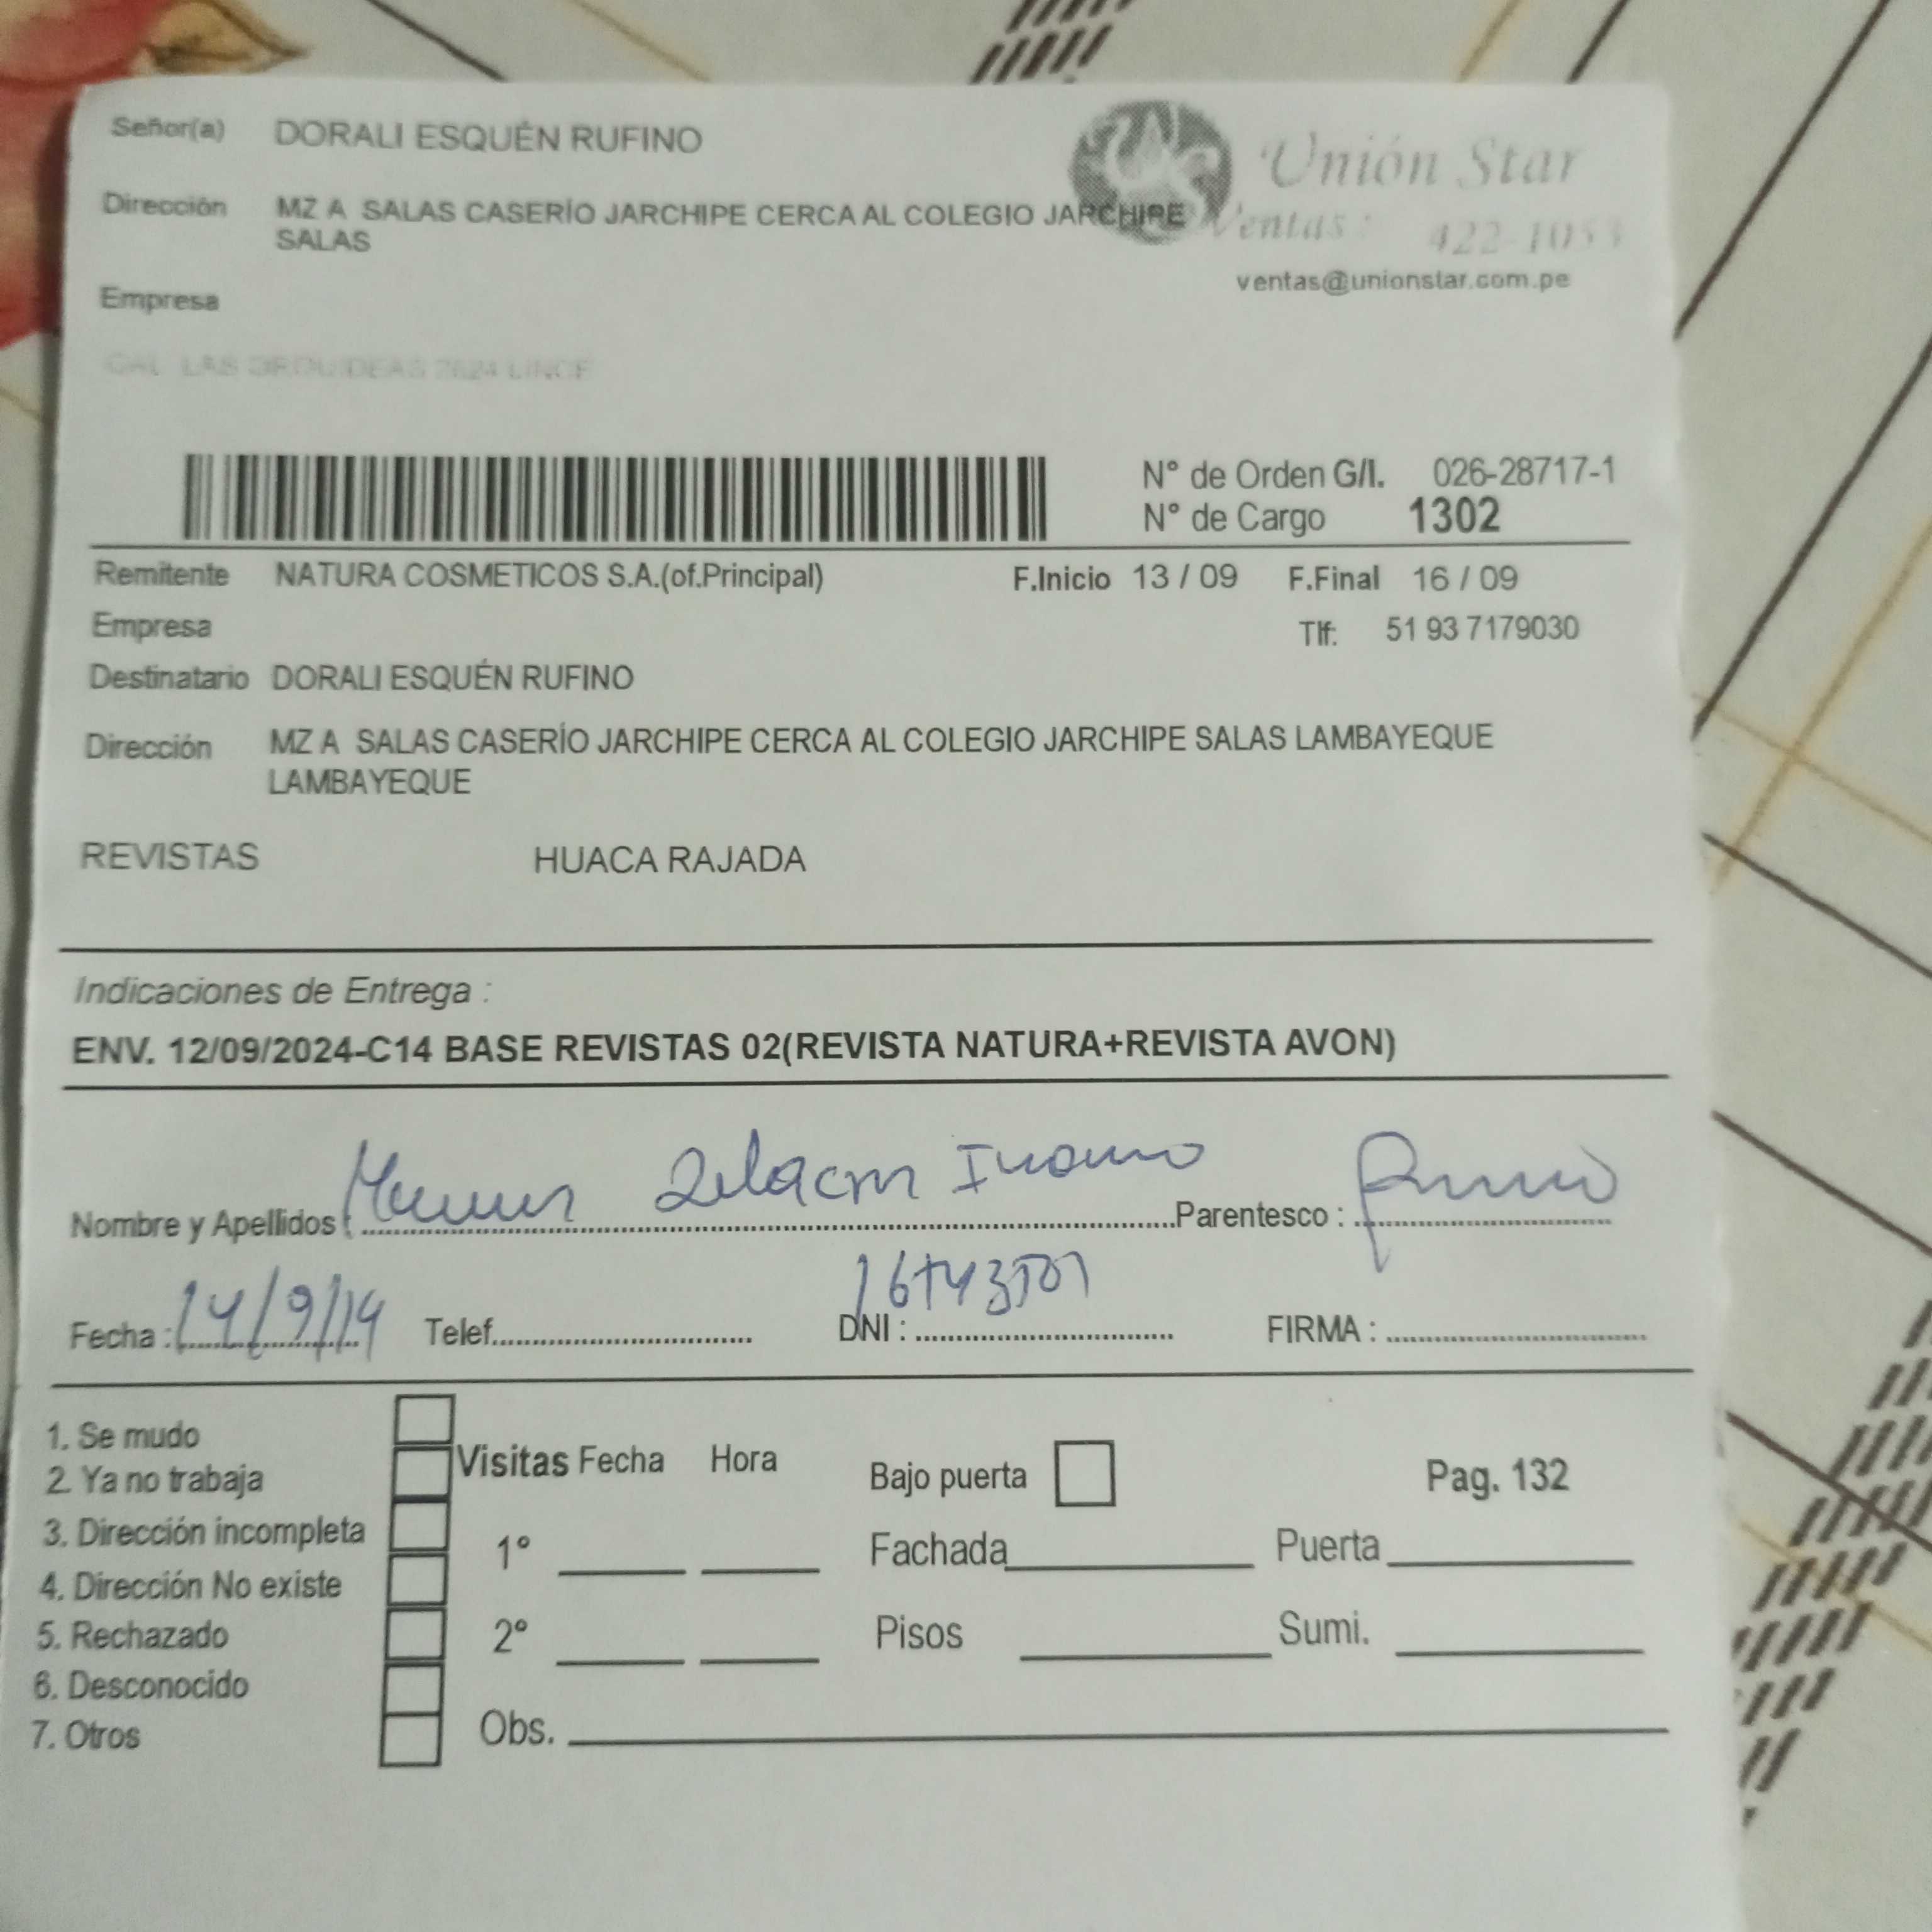 Señor(a) DORALI ESQUÉN RUFINO
Unión Star
Dirección MZ A SALAS CASERÍO JARCHIPE CERCA AL COLEGIO JARCHIPE
SALAS
Ventas: 422-1053
ventas@unionstar.com.pe
Empresa
CAL LAS ORQUIDEAS 2624 LINCE
N° de Orden G/I. 026-28717-1
N° de Cargo 1302
Remitente NATURA COSMETICOS S.A.(of.Principal) F.Inicio 13 / 09 F.Final 16 / 09
Empresa Tlf: 51 93 7179030
Destinatario DORALI ESQUÉN RUFINO
Dirección MZ A SALAS CASERÍO JARCHIPE CERCA AL COLEGIO JARCHIPE SALAS LAMBAYEQUE
LAMBAYEQUE
REVISTAS HUACA RAJADA
Indicaciones de Entrega :
ENV. 12/09/2024-C14 BASE REVISTAS 02(REVISTA NATURA+REVISTA AVON)
Nombre y Apellidos : Parentesco :
Fecha : 14/9/14 Telef. DNI : FIRMA :
1. Se mudo
2. Ya no trabaja
3. Dirección incompleta
4. Dirección No existe
5. Rechazado
6. Desconocido
7. Otros
Visitas Fecha Hora
1°
2°
Obs.
Bajo puerta Pag. 132
Fachada Puerta
Pisos Sumi.